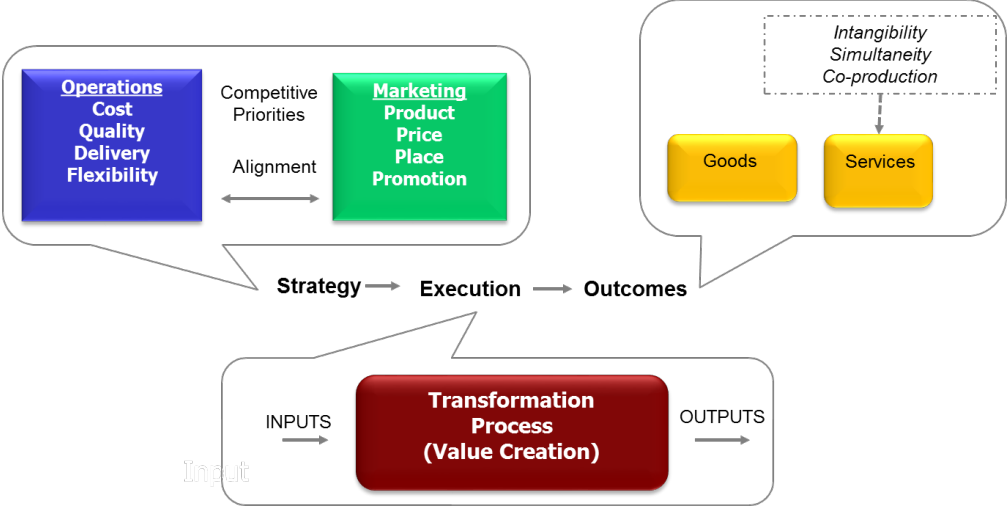 Operations
Cost
Quality
Delivery
Flexibility
Competitive
Priorities
Alignment
Marketing
Product
Price
Place
Promotion
Intangibility
Simultaneity
Co-production
Goods
Services
Strategy
Execution
Outcomes
INPUTS
Transformation
Process
(Value Creation)
OUTPUTS
Input